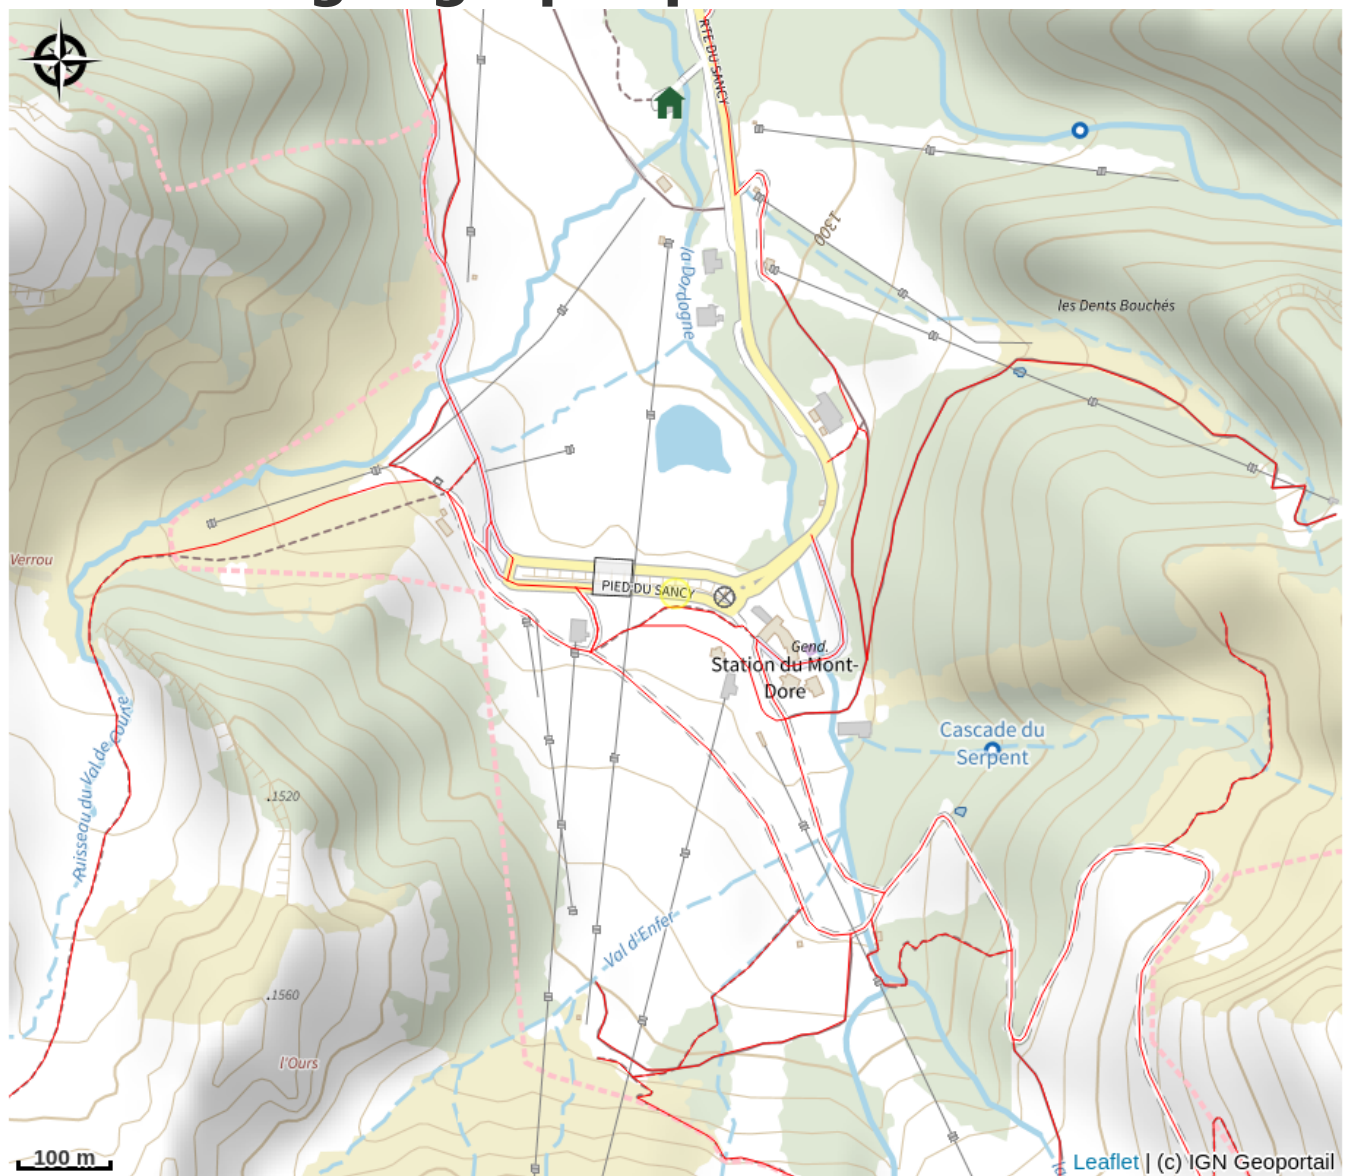 RTE DU SANCY
1300
la Dordogne
les Dents Bouchés
Verrou
PIED DU SANCY
Gend.
Station du Mont-
Dore
Cascade du
Serpent
Ruisseau du Val de courre
.1520
Val d'Enfer
.1560
l'Ours
100 m
Leaflet | (c) IGN Geoportail